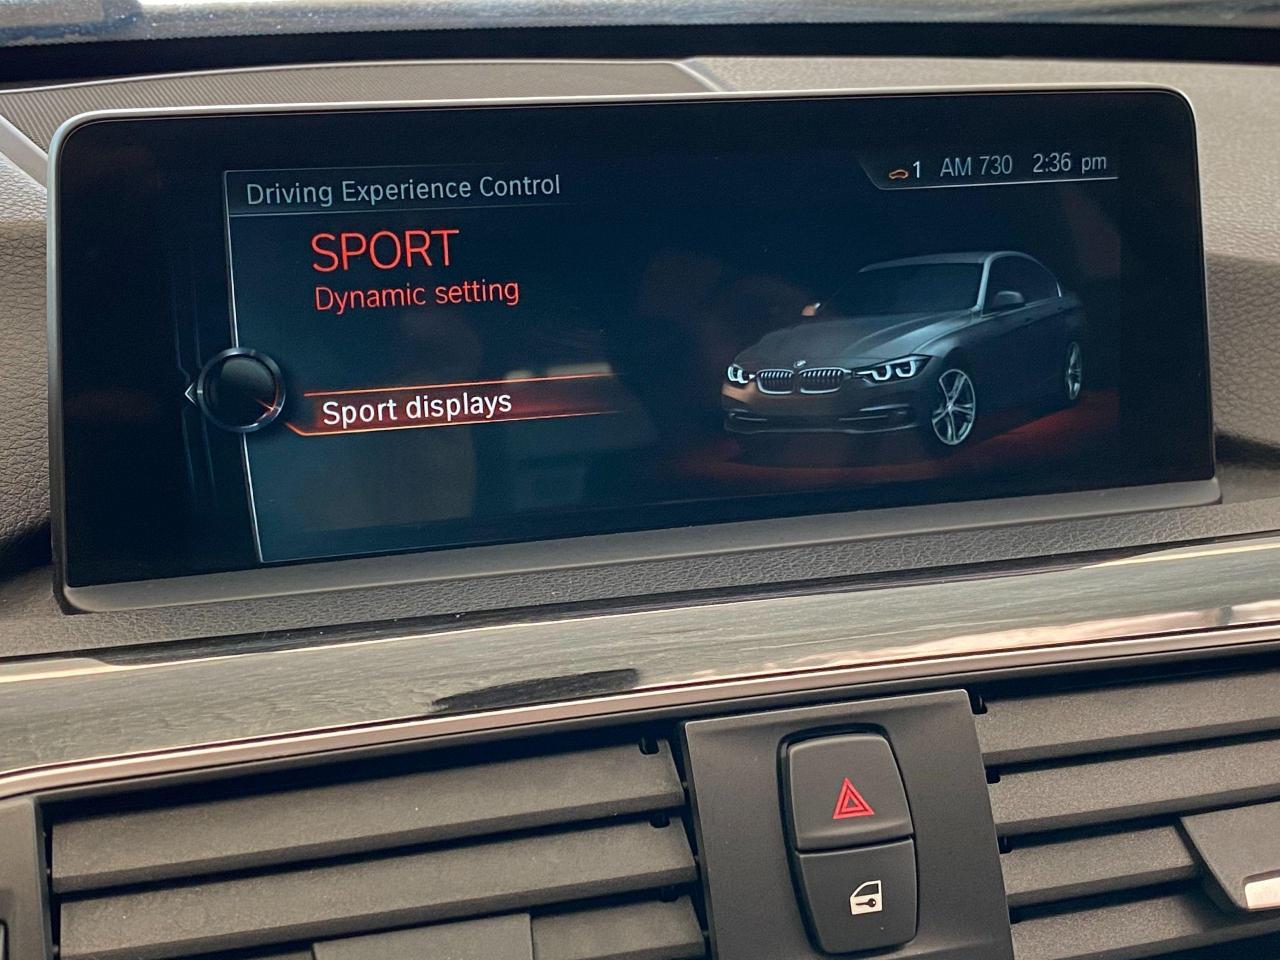 Driving Experience Control
1 AM 730 2:36 pm
SPORT
Dynamic setting
Sport displays